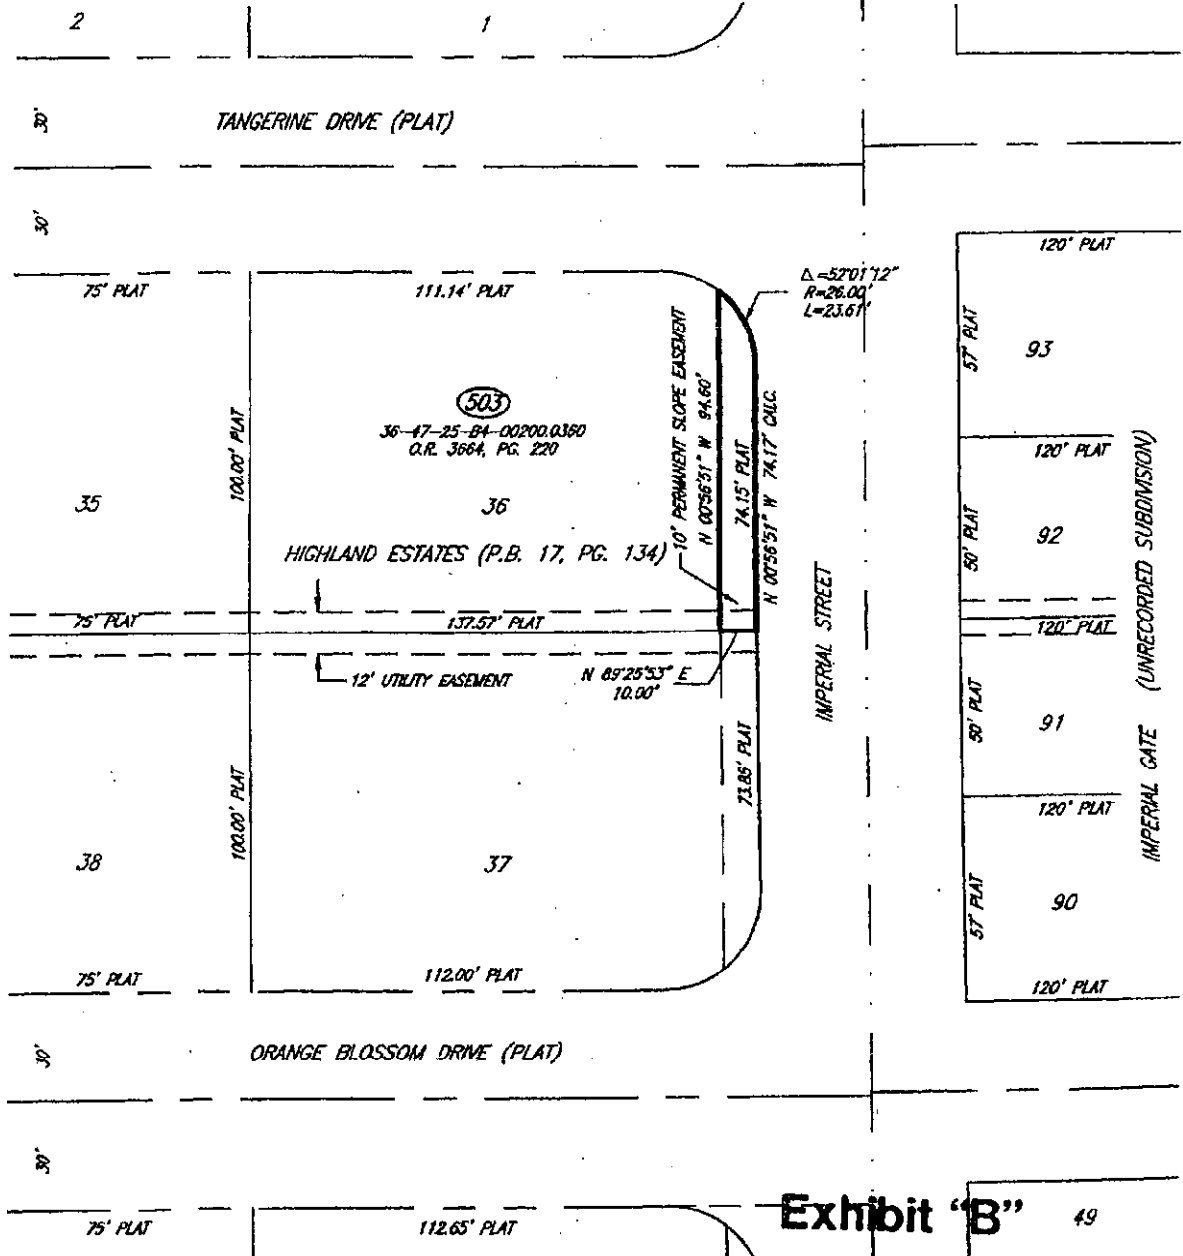 2
1
30'
TANGERINE DRIVE (PLAT)
30'
120' PLAT
75' PLAT
111.14' PLAT
Δ=52°01'12"
R=26.00'
L=23.61'
57' PLAT
93
10' PERMANENT SLOPE EASEMENT
N 00°56'51" W 94.60'
503
36-47-25-B4-00200.0360
O.R. 3664, PG. 220
100.00' PLAT
74.15' PLAT
N 00°56'51" W 74.17' CALC.
120' PLAT
35
36
50' PLAT
92
HIGHLAND ESTATES (P.B. 17, PG. 134)
IMPERIAL STREET
IMPERIAL GATE (UNRECORDED SUBDIVISION)
75' PLAT
137.57' PLAT
120' PLAT
12' UTILITY EASEMENT
N 89°25'53" E
10.00'
50' PLAT
91
73.85' PLAT
100.00' PLAT
120' PLAT
38
37
57' PLAT
90
75' PLAT
112.00' PLAT
120' PLAT
30'
ORANGE BLOSSOM DRIVE (PLAT)
30'
75' PLAT
112.65' PLAT
Exhibit "B"
49